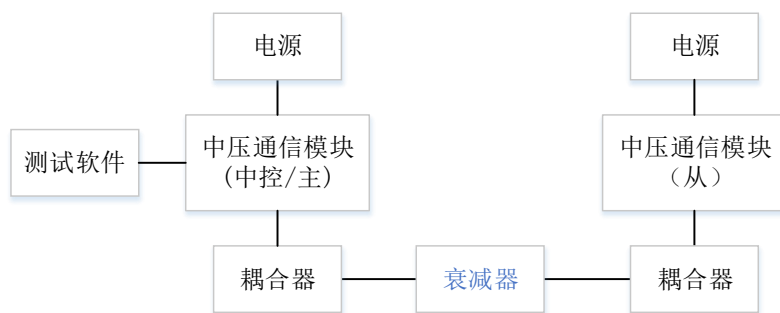 电源
电源
测试软件
中压通信模块
(中控/主)
中压通信模块
（从）
耦合器
衰减器
耦合器